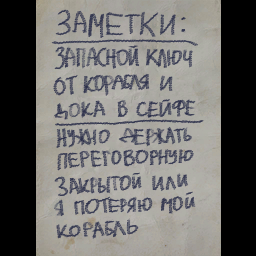 ЗАМЕТКИ:
ЗАПАСНОЙ КЛЮЧ
ОТ КОРАБЛЯ И
ДОКА В СЕЙФЕ
НУЖНО ДЕРЖАТЬ
ПЕРЕГОВОРНУЮ
ЗАКРЫТОЙ ИЛИ
Я ПОТЕРЯЮ МОЙ
КОРАБЛЬ